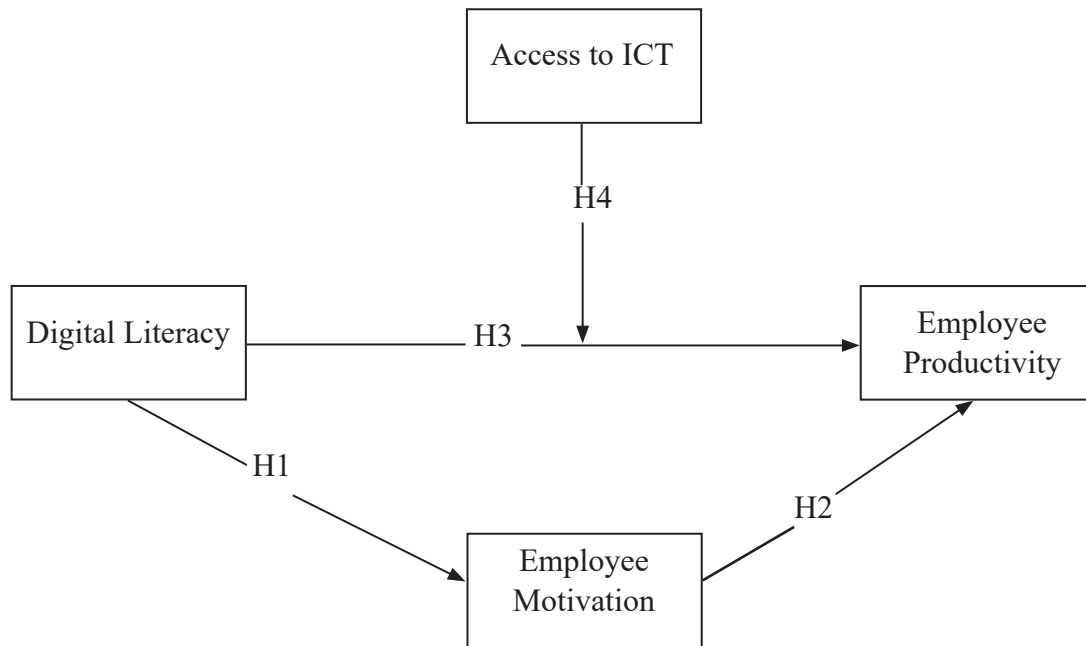 Access to ICT
H4
Digital Literacy
H3
Employee
Productivity
H1
H2
Employee
Motivation